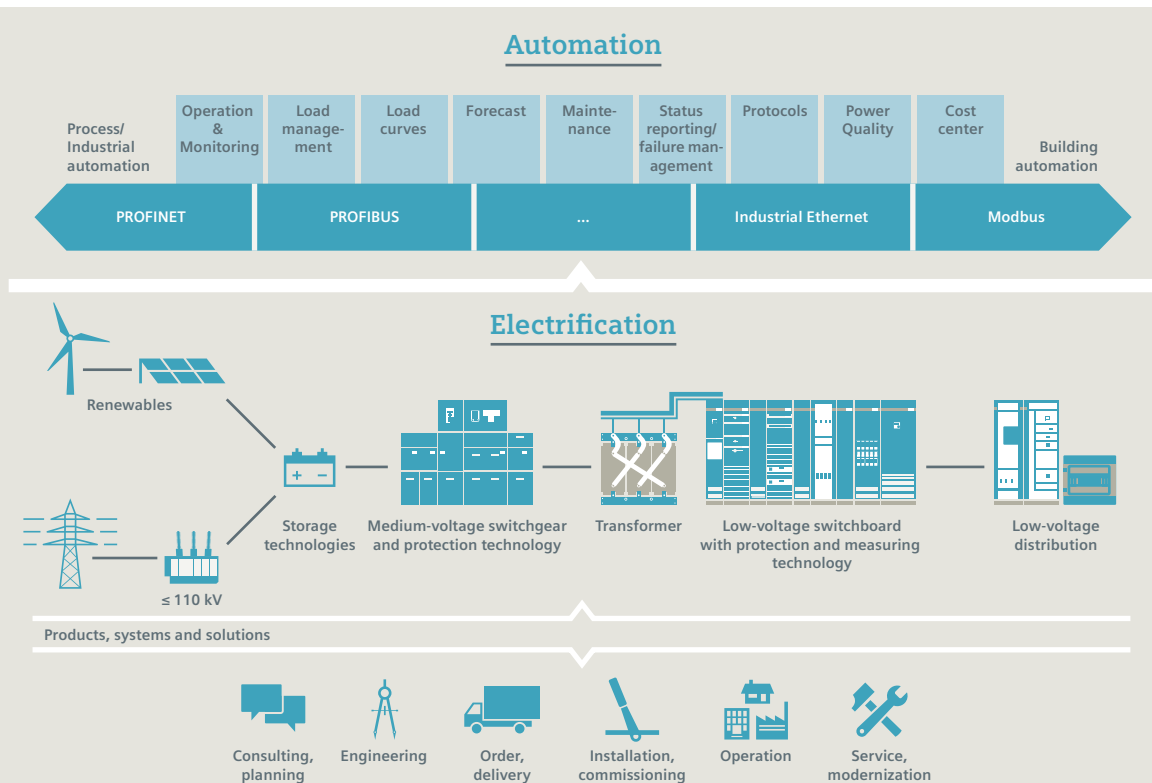 Automation
Process/
Industrial
automation
Operation
&
Monitoring
Load
manage-
ment
Load
curves
Forecast
Mainte-
nance
Status
reporting/
failure man-
agement
Protocols
Power
Quality
Cost
center
Building
automation
PROFINET
PROFIBUS
...
Industrial Ethernet
Modbus
Electrification
Renewables
≤ 110 kV
Storage
technologies
Medium-voltage switchgear
and protection technology
Transformer
Low-voltage switchboard
with protection and measuring
technology
Low-voltage
distribution
Products, systems and solutions
Consulting,
planning
Engineering
Order,
delivery
Installation,
commissioning
Operation
Service,
modernization